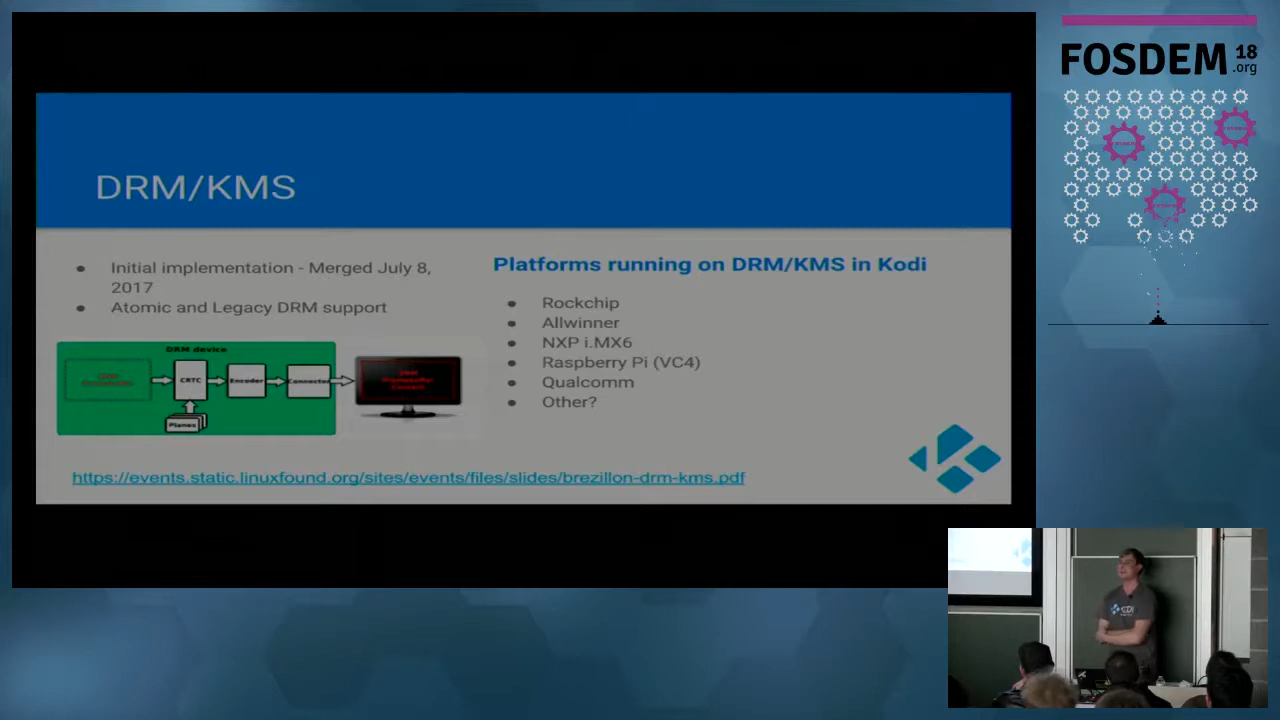 DRM/KMS
Initial implementation - Merged July 8,
2017
Atomic and Legacy DRM support
DRM device
CRTC
Encoder
Connector
Planes
Platforms running on DRM/KMS in Kodi
Rockchip
Allwinner
NXP i.MX6
Raspberry Pi (VC4)
Qualcomm
Other?
https://events.static.linuxfound.org/sites/events/files/slides/brezillon-drm-kms.pdf
FOSDEM 18
.org
KODI